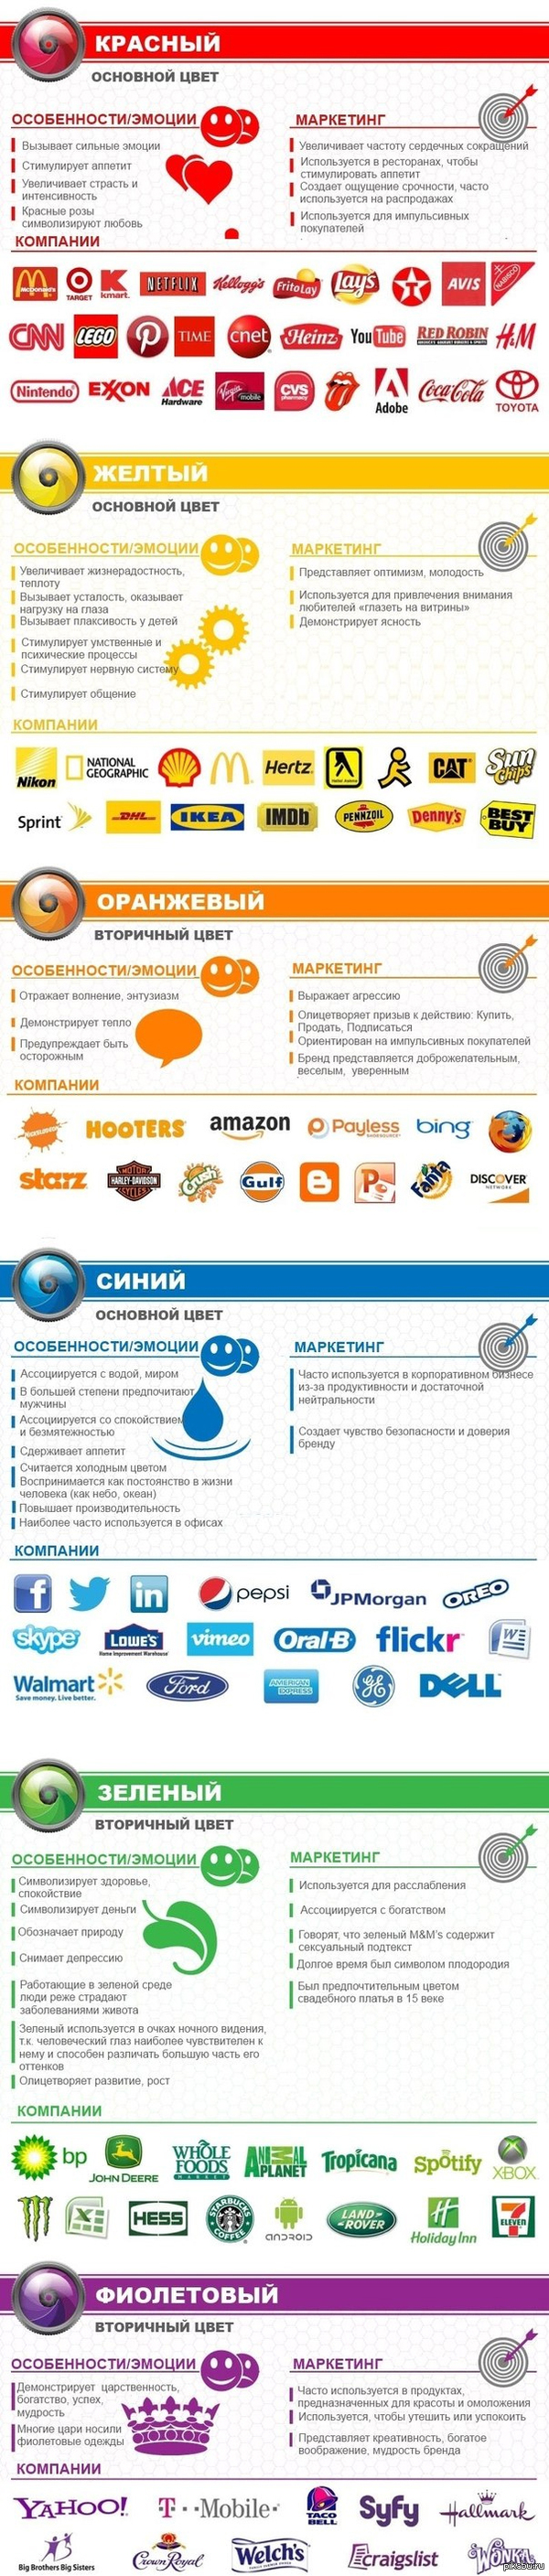 КРАСНЫЙ
ОСНОВНОЙ ЦВЕТ
ОСОБЕННОСТИ/ЭМОЦИИ
Вызывает сильные эмоции
Стимулирует аппетит
Увеличивает страсть и
интенсивность
Красные розы
символизируют любовь
МАРКЕТИНГ
Увеличивает частоту сердечных сокращений
Используется в ресторанах, чтобы
стимулировать аппетит
Создает ощущение срочности, часто
используется на распродажах
Используется для импульсивных
покупателей
КОМПАНИИ
McDonald's TARGET kmart. NETFLIX Kellogg's FritoLay Lay's AVIS NABISCO
CNN LEGO TIME cnet Heinz YouTube RED ROBIN H&M
Nintendo EXXON ACE Hardware Virgin mobile CVS pharmacy Adobe Coca-Cola TOYOTA
ЖЕЛТЫЙ
ОСНОВНОЙ ЦВЕТ
ОСОБЕННОСТИ/ЭМОЦИИ
Увеличивает жизнерадостность,
теплоту
Вызывает усталость, оказывает
нагрузку на глаза
Вызывает плаксивость у детей
Стимулирует умственные и
психические процессы
Стимулирует нервную систему
Стимулирует общение
МАРКЕТИНГ
Представляет оптимизм, молодость
Используется для привлечения внимания
любителей «глазеть на витрины»
Демонстрирует ясность
КОМПАНИИ
Nikon NATIONAL GEOGRAPHIC Hertz CAT Sun Chips
Sprint DHL IKEA IMDb PENNZOIL Denny's BEST BUY
ОРАНЖЕВЫЙ
ВТОРИЧНЫЙ ЦВЕТ
ОСОБЕННОСТИ/ЭМОЦИИ
Отражает волнение, энтузиазм
Демонстрирует тепло
Предупреждает быть
осторожным
МАРКЕТИНГ
Выражает агрессию
Олицетворяет призыв к действию: Купить,
Продать, Подписаться
Ориентирован на импульсивных покупателей
Бренд представляется доброжелательным,
веселым, уверенным
КОМПАНИИ
HOOTERS amazon Payless bing
starz HARLEY-DAVIDSON Crush Gulf Fanta DISCOVER NETWORK
СИНИЙ
ОСНОВНОЙ ЦВЕТ
ОСОБЕННОСТИ/ЭМОЦИИ
Ассоциируется с водой, миром
В большей степени предпочитают
мужчины
Ассоциируется со спокойствием
и безмятежностью
Сдерживает аппетит
Считается холодным цветом
Воспринимается как постоянство в жизни
человека (как небо, океан)
Повышает производительность
Наиболее часто используется в офисах
МАРКЕТИНГ
Часто используется в корпоративном бизнесе
из-за продуктивности и достаточной
нейтральности
Создает чувство безопасности и доверия
бренду
КОМПАНИИ
f in pepsi JPMorgan OREO
skype LOWE'S Home Improvement Warehouse vimeo Oral-B flickr W
Walmart Save money. Live better. Ford AMERICAN EXPRESS GE DELL
ЗЕЛЕНЫЙ
ВТОРИЧНЫЙ ЦВЕТ
ОСОБЕННОСТИ/ЭМОЦИИ
Символизирует здоровье,
спокойствие
Символизирует деньги
Обозначает природу
Снимает депрессию
Работающие в зеленой среде
люди реже страдают
заболеваниями живота
Зеленый используется в очках ночного видения,
т.к. человеческий глаз наиболее чувствителен к
нему и способен различать большую часть его
оттенков
Олицетворяет развитие, рост
МАРКЕТИНГ
Используется для расслабления
Ассоциируется с богатством
Говорят, что зеленый M&M's содержит
сексуальный подтекст
Долгое время был символом плодородия
Был предпочтительным цветом
свадебного платья в 15 веке
КОМПАНИИ
bp JOHN DEERE WHOLE FOODS MARKET ANIMAL PLANET Tropicana Spotify XBOX
HESS STARBUCKS COFFEE ANDROID LAND ROVER Holiday Inn 7 ELEVEN
ФИОЛЕТОВЫЙ
ВТОРИЧНЫЙ ЦВЕТ
ОСОБЕННОСТИ/ЭМОЦИИ
Демонстрирует царственность,
богатство, успех,
мудрость
Многие цари носили
фиолетовые одежды
МАРКЕТИНГ
Часто используется в продуктах,
предназначенных для красоты и омоложения
Используется, чтобы утешить или успокоить
Представляет креативность, богатое
воображение, мудрость бренда
КОМПАНИИ
YAHOO! T··Mobile· TACO BELL Syfy Hallmark
Big Brothers Big Sisters Crown Royal Welch's craigslist WONKA